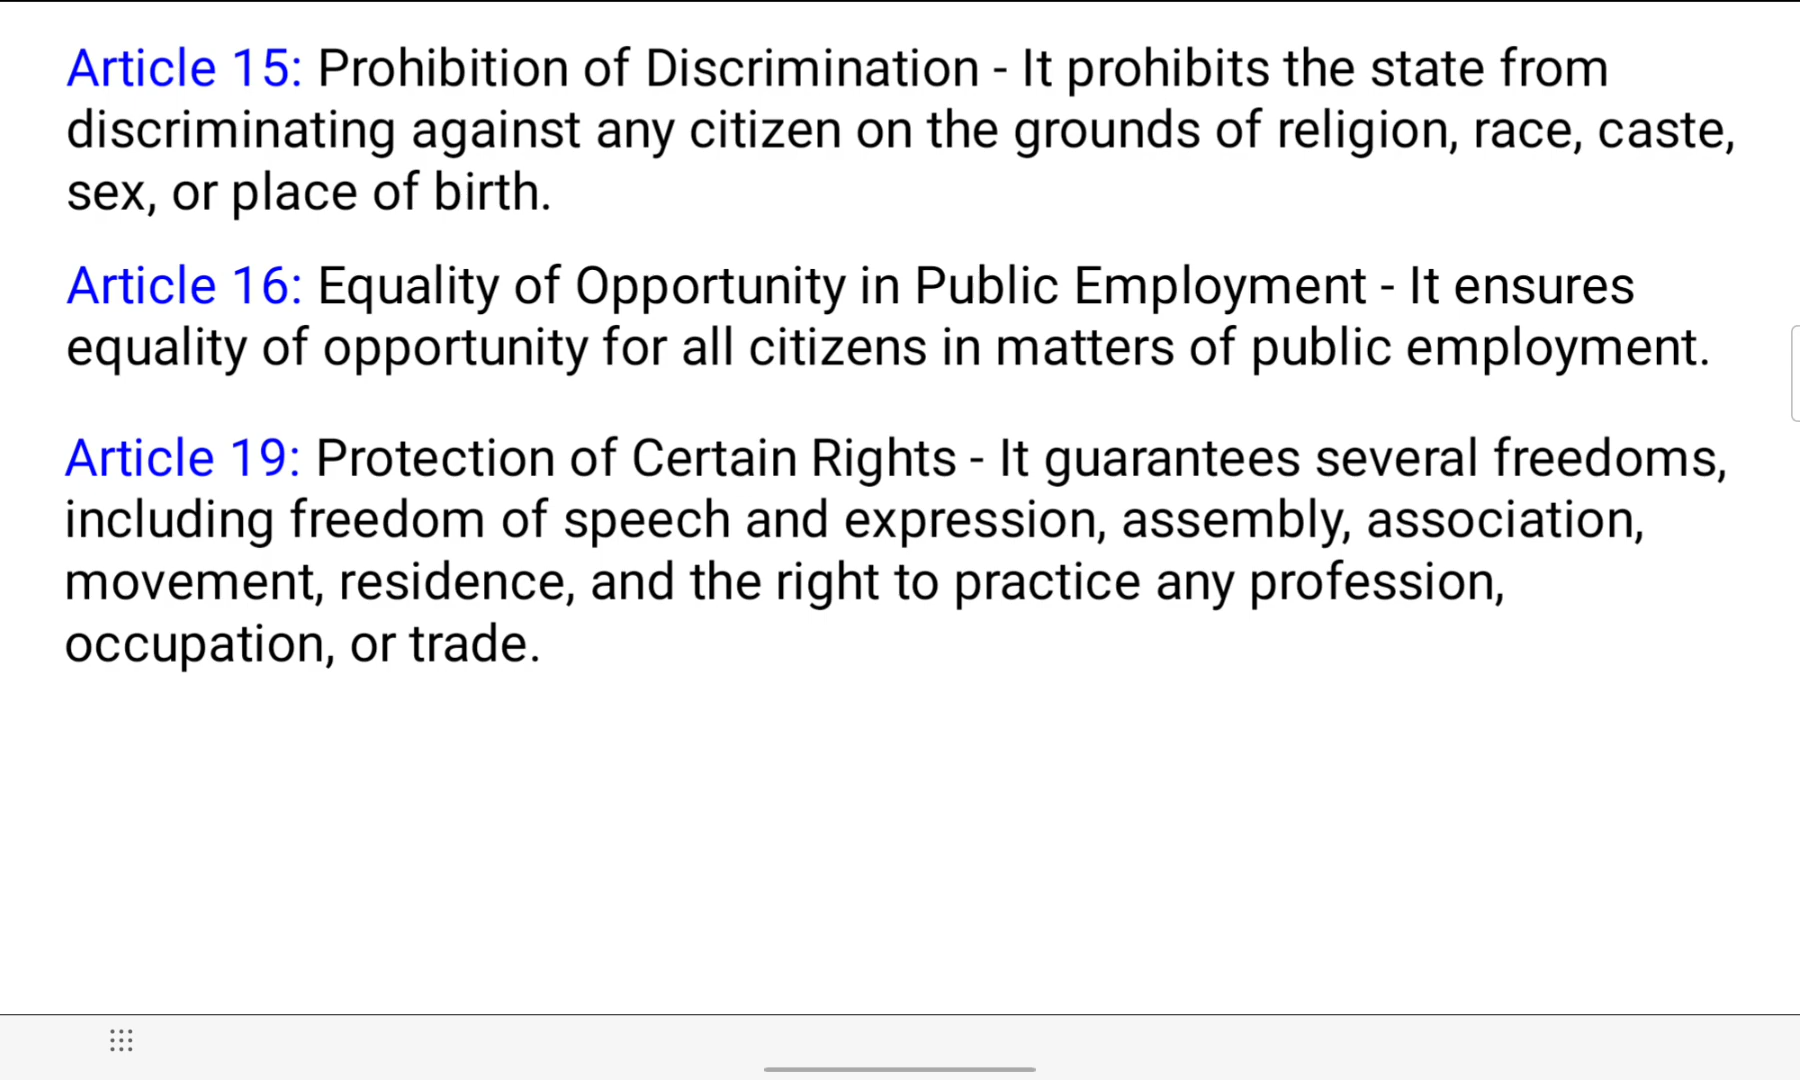 Article 15: Prohibition of Discrimination - It prohibits the state from
discriminating against any citizen on the grounds of religion, race, caste,
sex, or place of birth.
Article 16: Equality of Opportunity in Public Employment - It ensures
equality of opportunity for all citizens in matters of public employment.
Article 19: Protection of Certain Rights - It guarantees several freedoms,
including freedom of speech and expression, assembly, association,
movement, residence, and the right to practice any profession,
occupation, or trade.